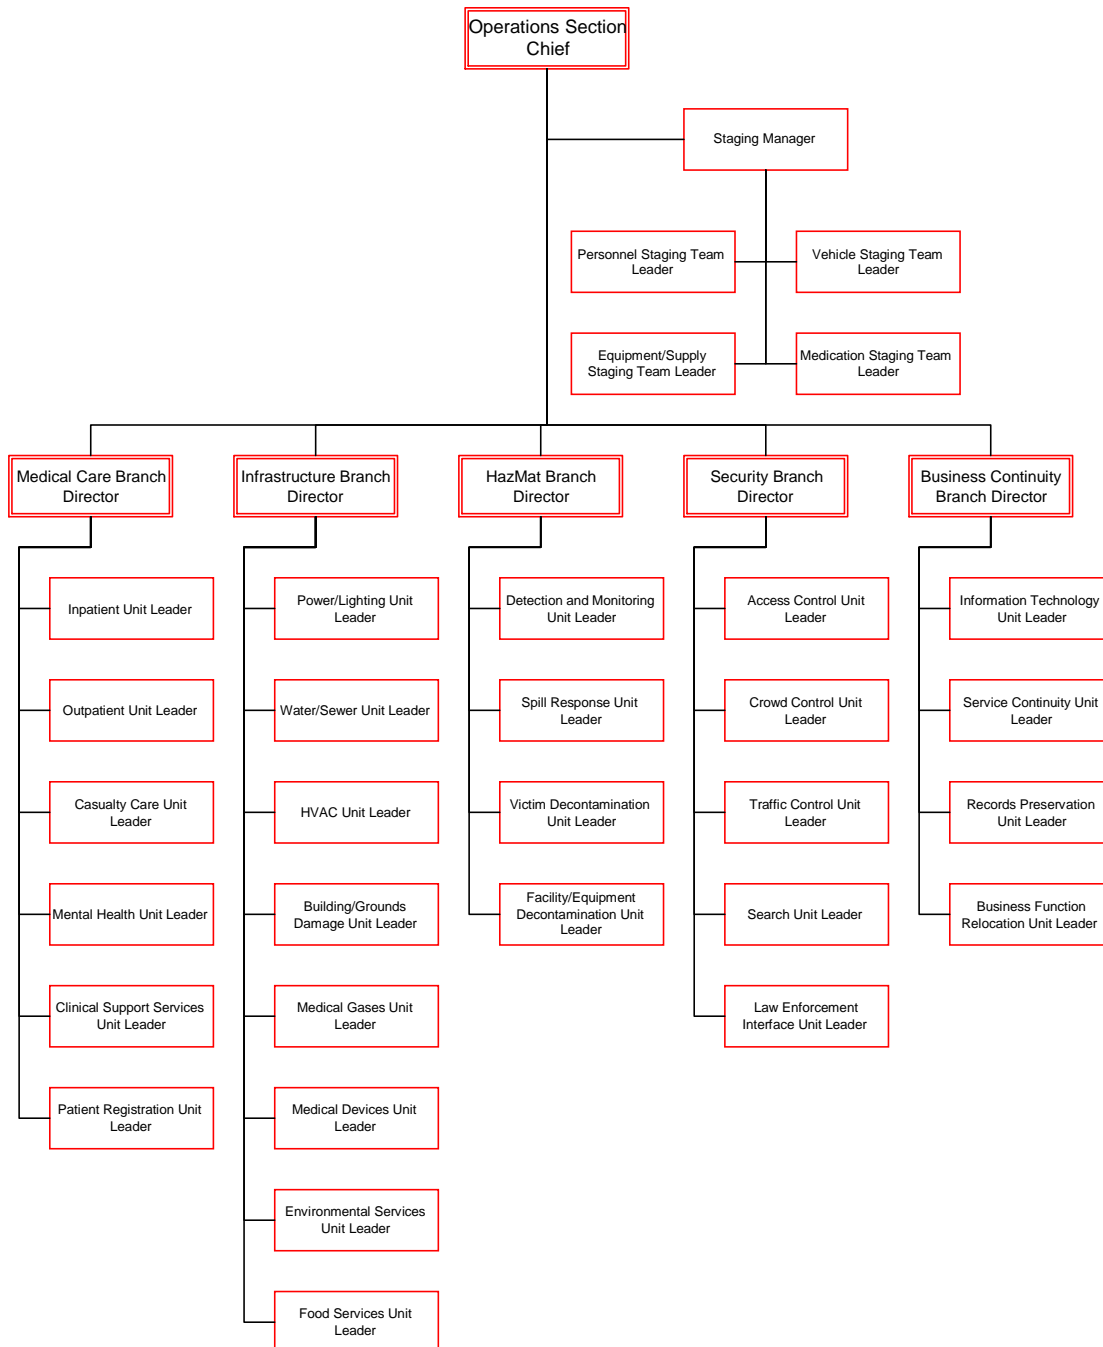 Operations Section
Chief
Staging Manager
Personnel Staging Team
Leader
Vehicle Staging Team
Leader
Equipment/Supply
Staging Team Leader
Medication Staging Team
Leader
Medical Care Branch
Director
Infrastructure Branch
Director
HazMat Branch
Director
Security Branch
Director
Business Continuity
Branch Director
Inpatient Unit Leader
Outpatient Unit Leader
Casualty Care Unit
Leader
Mental Health Unit Leader
Clinical Support Services
Unit Leader
Patient Registration Unit
Leader
Power/Lighting Unit
Leader
Water/Sewer Unit Leader
HVAC Unit Leader
Building/Grounds
Damage Unit Leader
Medical Gases Unit
Leader
Medical Devices Unit
Leader
Environmental Services
Unit Leader
Food Services Unit
Leader
Detection and Monitoring
Unit Leader
Spill Response Unit
Leader
Victim Decontamination
Unit Leader
Facility/Equipment
Decontamination Unit
Leader
Access Control Unit
Leader
Crowd Control Unit
Leader
Traffic Control Unit
Leader
Search Unit Leader
Law Enforcement
Interface Unit Leader
Information Technology
Unit Leader
Service Continuity Unit
Leader
Records Preservation
Unit Leader
Business Function
Relocation Unit Leader